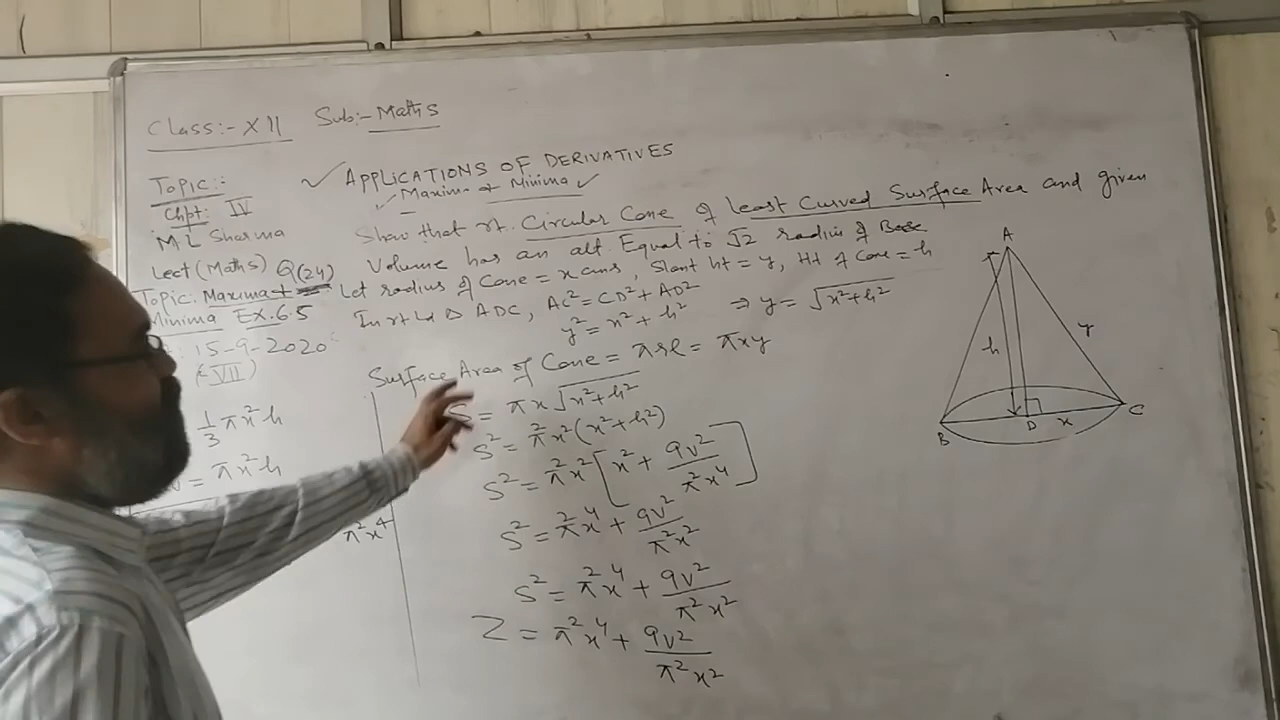 Class:- XII Sub:- Maths
Topic:- ✓ APPLICATIONS OF DERIVATIVES
✓ Maxima & Minima ✓
Chpt: IV
M L Sharma
Lect (Maths) Q(24)
Topic. Maxima +
Minima EX. 6.5
15-9-2020
VII)
Show that rt. Circular Cone of least Curved Surface Area and given
Volume has an alt. Equal to √2 radius of Base
Let radius of Cone = x cms, Slant ht = y, Ht of Cone = h
In rt Ld Δ ADC, AC² = CD² + AD²
y² = x² + h² ⇒ y = √x²+h²
Surface Area of Cone = πrl = πxy
S = πx√x²+h²
S² = π²x²(x²+h²)
S² = π²x²[x² + 9v²/π²x⁴]
S² = π²x⁴ + 9v²/π²x²
S² = π²x⁴ + 9v²/π²x²
Z = π²x⁴ + 9v²/π²x²
1/3 πx²h
= πx²h
π²x⁴
A
h
y
B
D
x
C